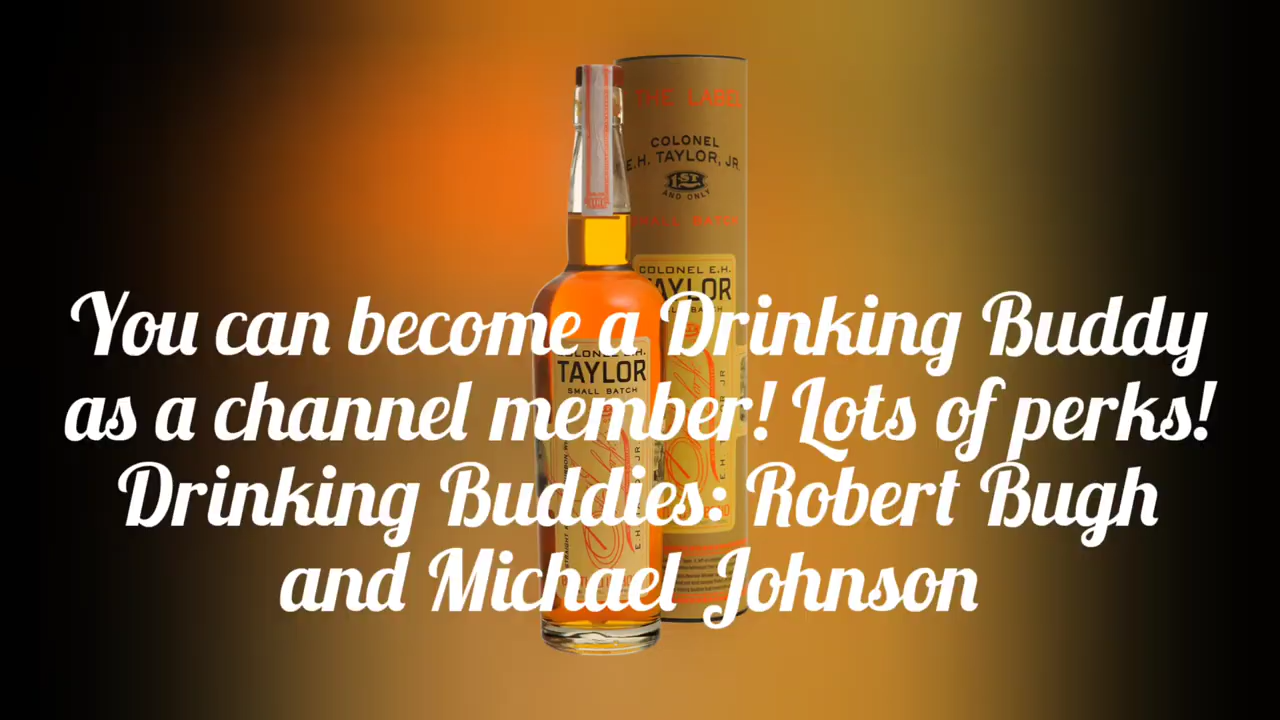 THE LABEL
COLONEL
E.H. TAYLOR, JR.
1ST
AND ONLY
SMALL BATCH
COLONEL E.H.
TAYLOR
You can become a Drinking Buddy
as a channel member! Lots of perks!
Drinking Buddies: Robert Bugh
and Michael Johnson
COLONEL E.H.
TAYLOR
SMALL BATCH